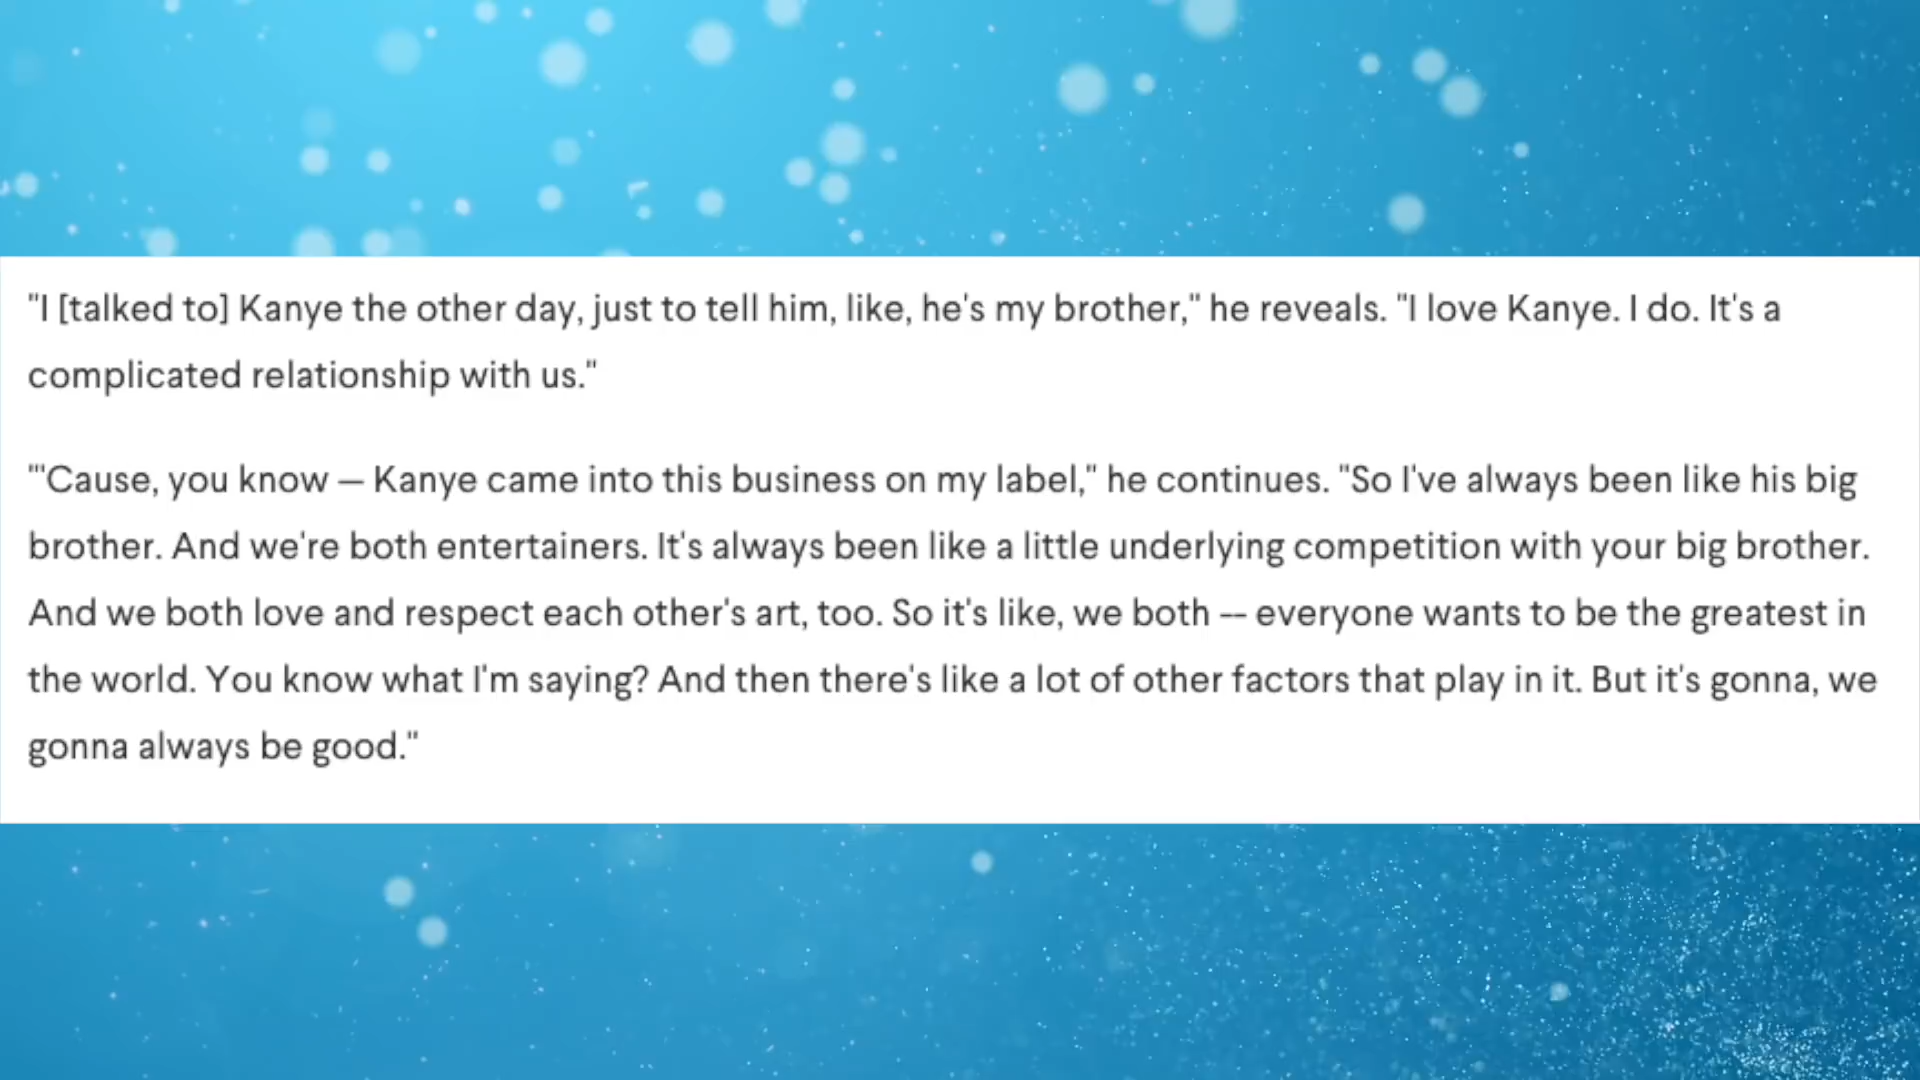 "I [talked to] Kanye the other day, just to tell him, like, he's my brother," he reveals. "I love Kanye. I do. It's a
complicated relationship with us."
"'Cause, you know — Kanye came into this business on my label," he continues. "So I've always been like his big
brother. And we're both entertainers. It's always been like a little underlying competition with your big brother.
And we both love and respect each other's art, too. So it's like, we both -- everyone wants to be the greatest in
the world. You know what I'm saying? And then there's like a lot of other factors that play in it. But it's gonna, we
gonna always be good."